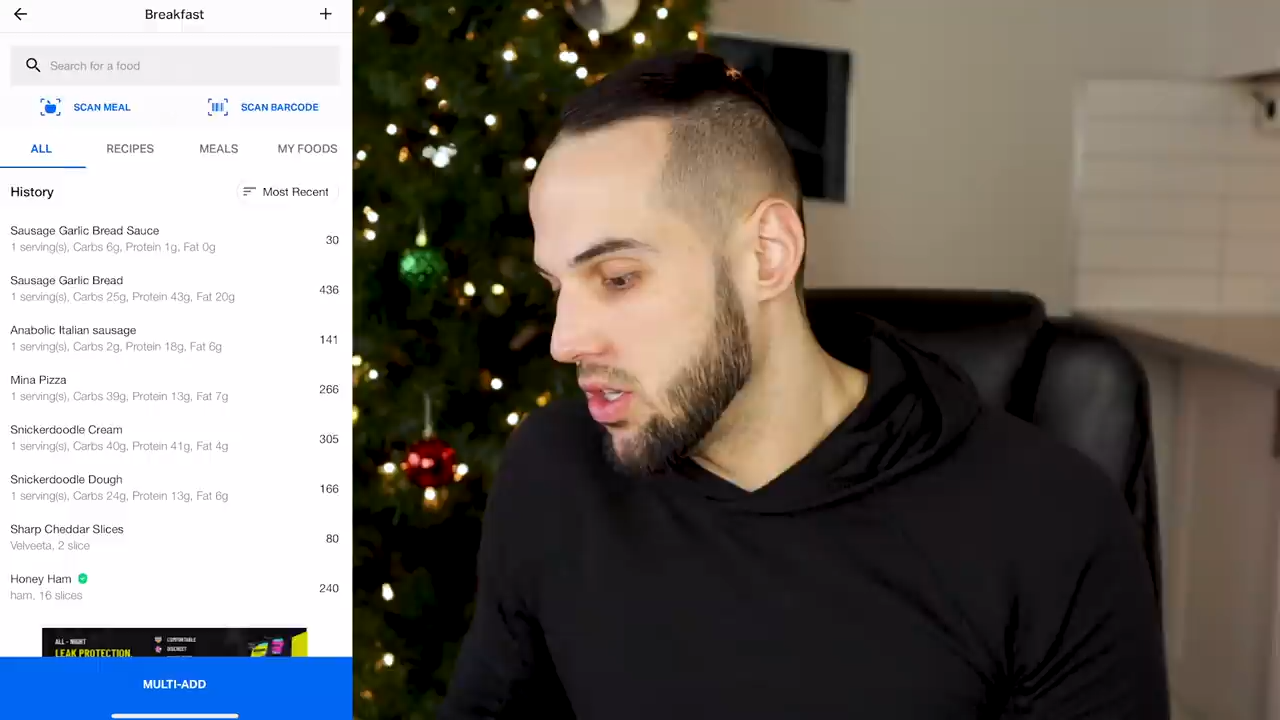 Breakfast
Search for a food
SCAN MEAL
SCAN BARCODE
ALL
RECIPES
MEALS
MY FOODS
History
Most Recent
Sausage Garlic Bread Sauce
1 serving(s), Carbs 6g, Protein 1g, Fat 0g
30
Sausage Garlic Bread
1 serving(s), Carbs 25g, Protein 43g, Fat 20g
436
Anabolic Italian sausage
1 serving(s), Carbs 2g, Protein 18g, Fat 6g
141
Mina Pizza
1 serving(s), Carbs 39g, Protein 13g, Fat 7g
266
Snickerdoodle Cream
1 serving(s), Carbs 40g, Protein 41g, Fat 4g
305
Snickerdoodle Dough
1 serving(s), Carbs 24g, Protein 13g, Fat 6g
166
Sharp Cheddar Slices
Velveeta, 2 slice
80
Honey Ham
ham, 16 slices
240
ALL-NIGHT
LEAK PROTECTION.
COMFORTABLE
DISCREET
MULTI-ADD